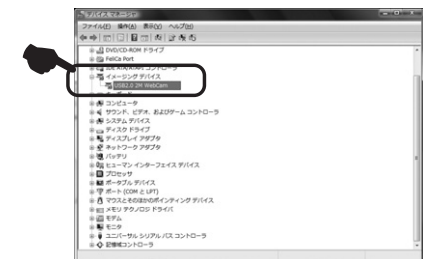 デバイス マネージャ
ファイル(F) 操作(A) 表示(V) ヘルプ(H)
DVD/CD-ROM ドライブ
FeliCa Port
IDE ATA/ATAPI コントローラ
イメージング デバイス
USB2.0 2M WebCam
キーボード
コンピュータ
サウンド、ビデオ、およびゲーム コントローラ
システム デバイス
ディスク ドライブ
ディスプレイ アダプタ
ネットワーク アダプタ
バッテリ
ヒューマン インターフェイス デバイス
プロセッサ
ポータブル デバイス
ポート (COM と LPT)
マウスとそのほかのポインティング デバイス
メモリ テクノロジ ドライバ
モデム
モニタ
ユニバーサル シリアル バス コントローラ
記憶域コントローラ